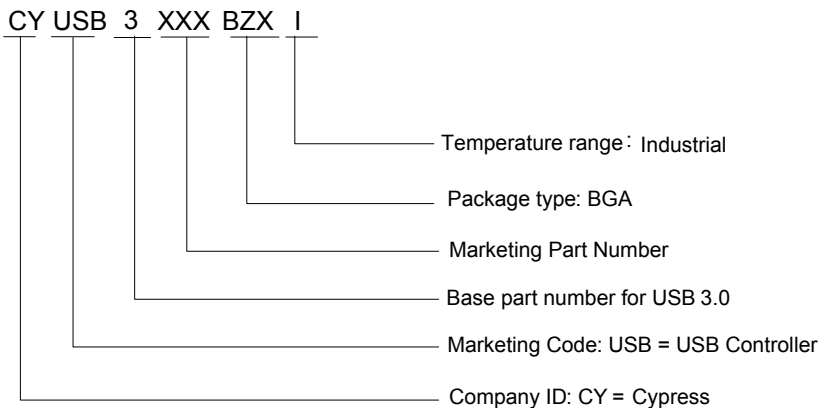 CY USB 3 XXX BZX I
Temperature range: Industrial
Package type: BGA
Marketing Part Number
Base part number for USB 3.0
Marketing Code: USB = USB Controller
Company ID: CY = Cypress